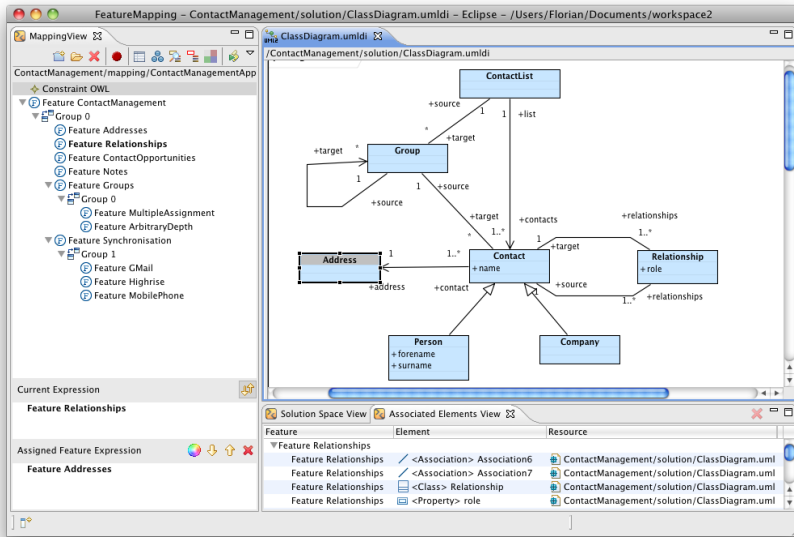 FeatureMapping - ContactManagement/solution/ClassDiagram.umldi - Eclipse - /Users/Florian/Documents/workspace2
MappingView
ContactManagement/mapping/ContactManagementApp
Constraint OWL
Feature ContactManagement
Group 0
Feature Addresses
Feature Relationships
Feature ContactOpportunities
Feature Notes
Feature Groups
Group 0
Feature MultipleAssignment
Feature ArbitraryDepth
Feature Synchronisation
Group 1
Feature GMail
Feature Highrise
Feature MobilePhone
Current Expression
Feature Relationships
Assigned Feature Expression
Feature Addresses
ClassDiagram.umldi
/ContactManagement/solution/ClassDiagram.umldi
ContactList
+source
1
1
+list
*
+target
+target
*
Group
1
+source
1
+source
+target
*
1..*
+contacts
+relationships
1
+target
1..*
Address
1
1..*
Contact
+ name
Relationship
+ role
+address
+contact
1
+source
1..*
+relationships
Person
+ forename
+ surname
Company
Solution Space View
Associated Elements View
Feature Element Resource
Feature Relationships
Feature Relationships <Association> Association6 ContactManagement/solution/ClassDiagram.uml
Feature Relationships <Association> Association7 ContactManagement/solution/ClassDiagram.uml
Feature Relationships <Class> Relationship ContactManagement/solution/ClassDiagram.uml
Feature Relationships <Property> role ContactManagement/solution/ClassDiagram.uml